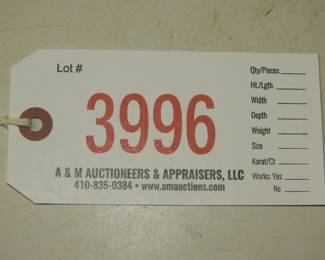 Lot #
3996
A & M AUCTIONEERS & APPRAISERS, LLC
410-835-0384 • www.amauctions.com
Qty/Pieces
Ht./Lgth.
Width
Depth
Weight
Size
Karat/Ct
Works: Yes
No